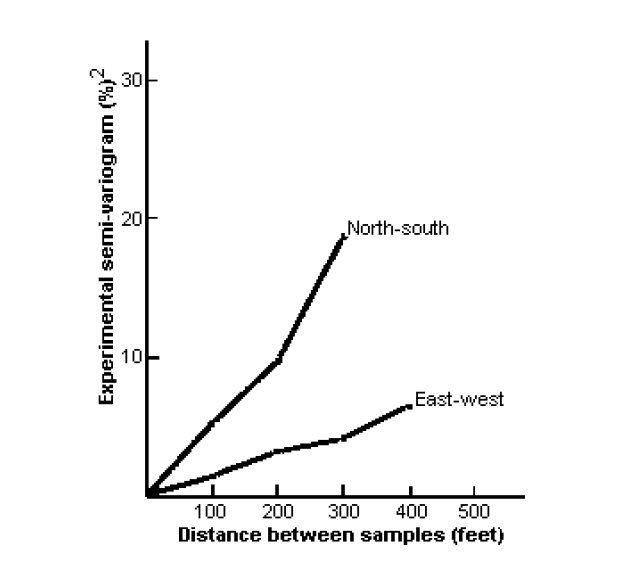 Experimental semi-variogram (%)2
30
20
10
North-south
East-west
100 200 300 400 500
Distance between samples (feet)